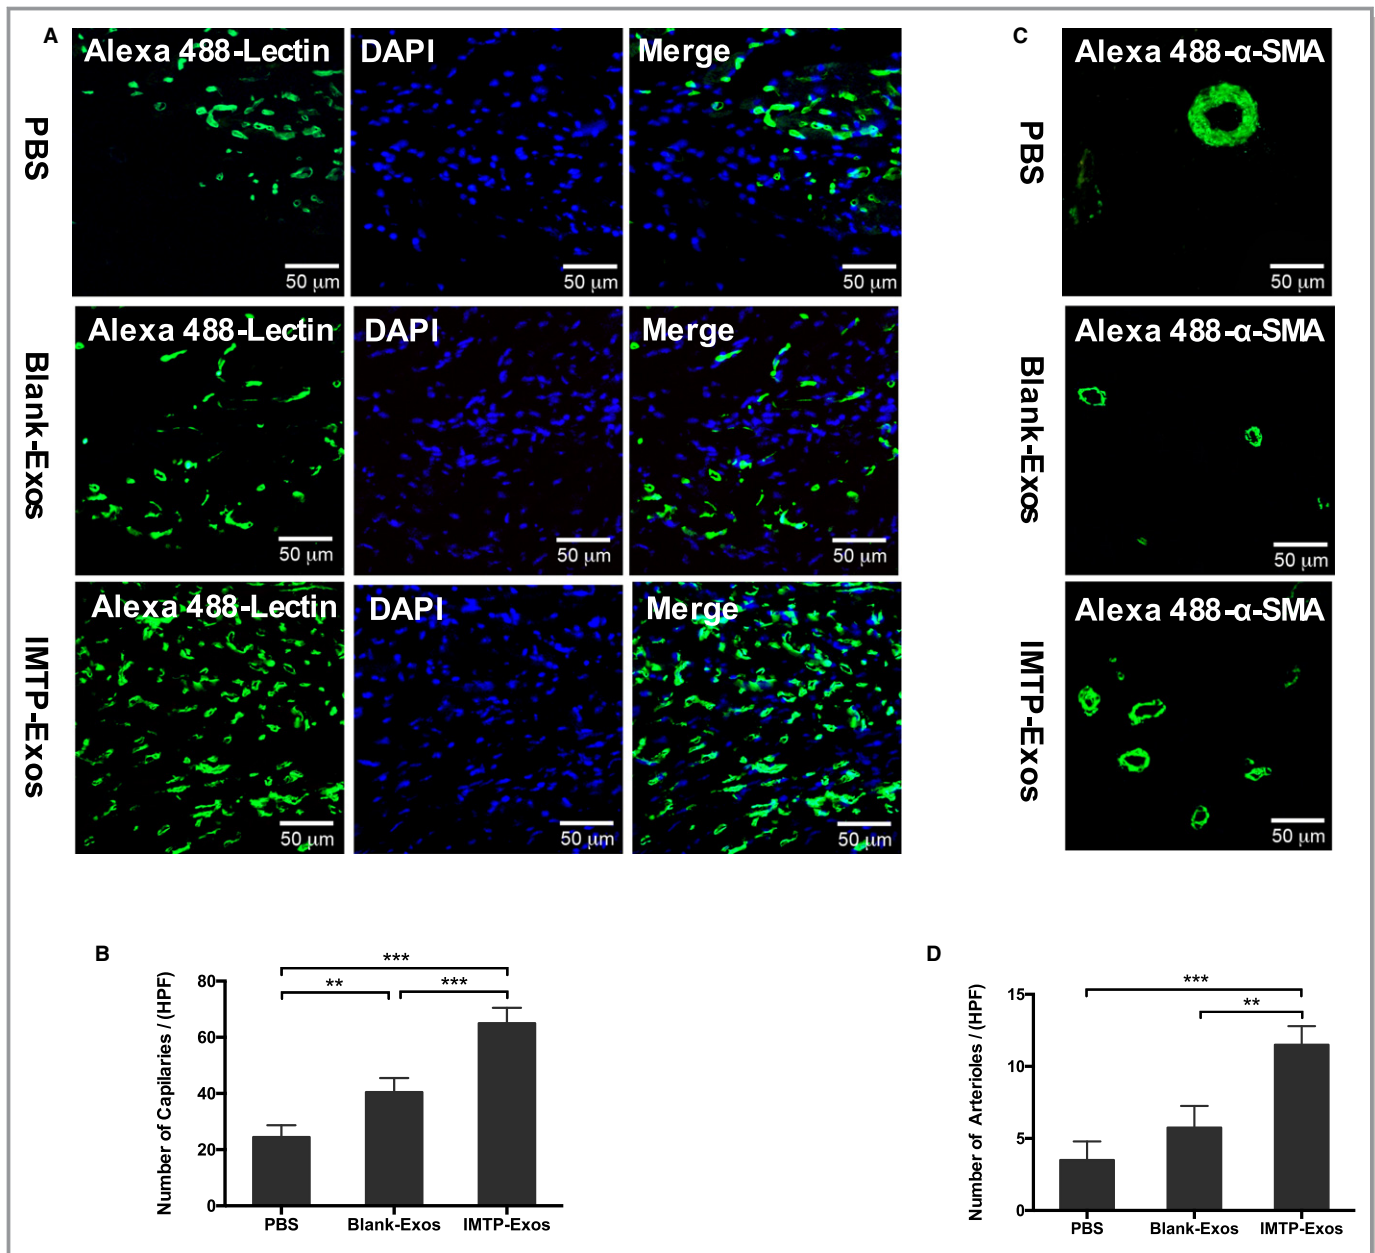 A
Alexa 488-Lectin
DAPI
Merge
PBS
50 μm
50 μm
50 μm
Alexa 488-Lectin
DAPI
Merge
Blank-Exos
50 μm
50 μm
50 μm
Alexa 488-Lectin
DAPI
Merge
IMTP-Exos
50 μm
50 μm
50 μm
C
Alexa 488-α-SMA
PBS
50 μm
Alexa 488-α-SMA
Blank-Exos
50 μm
Alexa 488-α-SMA
IMTP-Exos
50 μm
B
Number of Capilaries / (HPF)
80
60
40
20
0
***
**
***
PBS
Blank-Exos
IMTP-Exos
D
Number of Arterioles / (HPF)
15
10
5
0
***
**
PBS
Blank-Exos
IMTP-Exos